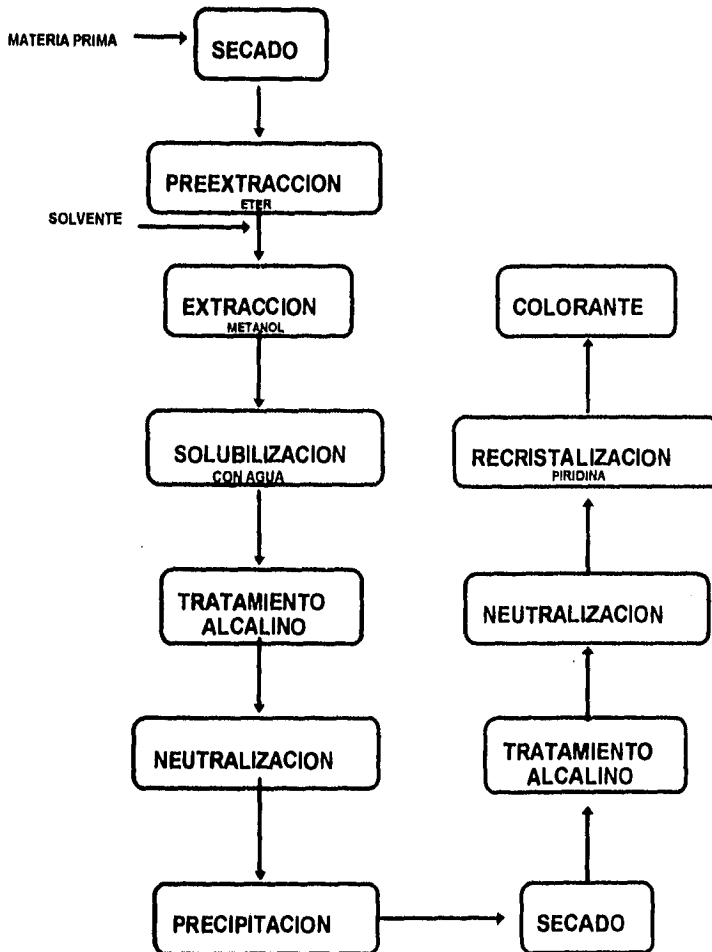 MATERIA PRIMA
SECADO
PREEXTRACCION
ETER
SOLVENTE
EXTRACCION
METANOL
SOLUBILIZACION
CON AGUA
TRATAMIENTO
ALCALINO
NEUTRALIZACION
PRECIPITACION
SECADO
TRATAMIENTO
ALCALINO
NEUTRALIZACION
RECRISTALIZACION
PIRIDINA
COLORANTE